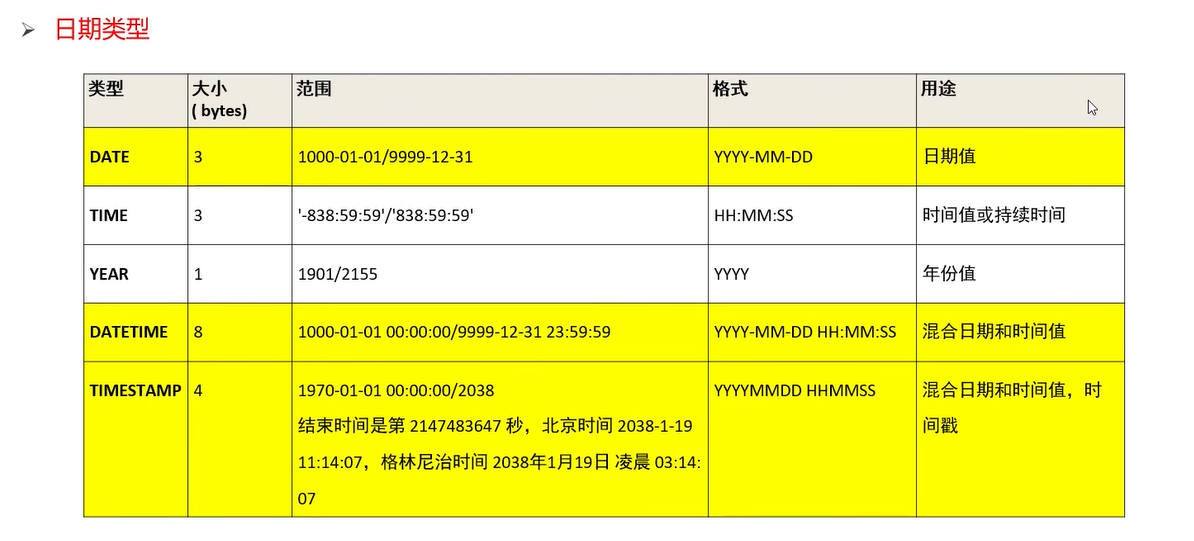 日期类型
类型 大小 范围 格式 用途
( bytes)
DATE 3 1000-01-01/9999-12-31 YYYY-MM-DD 日期值
TIME 3 '-838:59:59'/'838:59:59' HH:MM:SS 时间值或持续时间
YEAR 1 1901/2155 YYYY 年份值
DATETIME 8 1000-01-01 00:00:00/9999-12-31 23:59:59 YYYY-MM-DD HH:MM:SS 混合日期和时间值
TIMESTAMP 4 1970-01-01 00:00:00/2038 YYYYMMDD HHMMSS 混合日期和时间值，时
结束时间是第 2147483647 秒，北京时间 2038-1-19 间戳
11:14:07，格林尼治时间 2038年1月19日 凌晨 03:14:
07